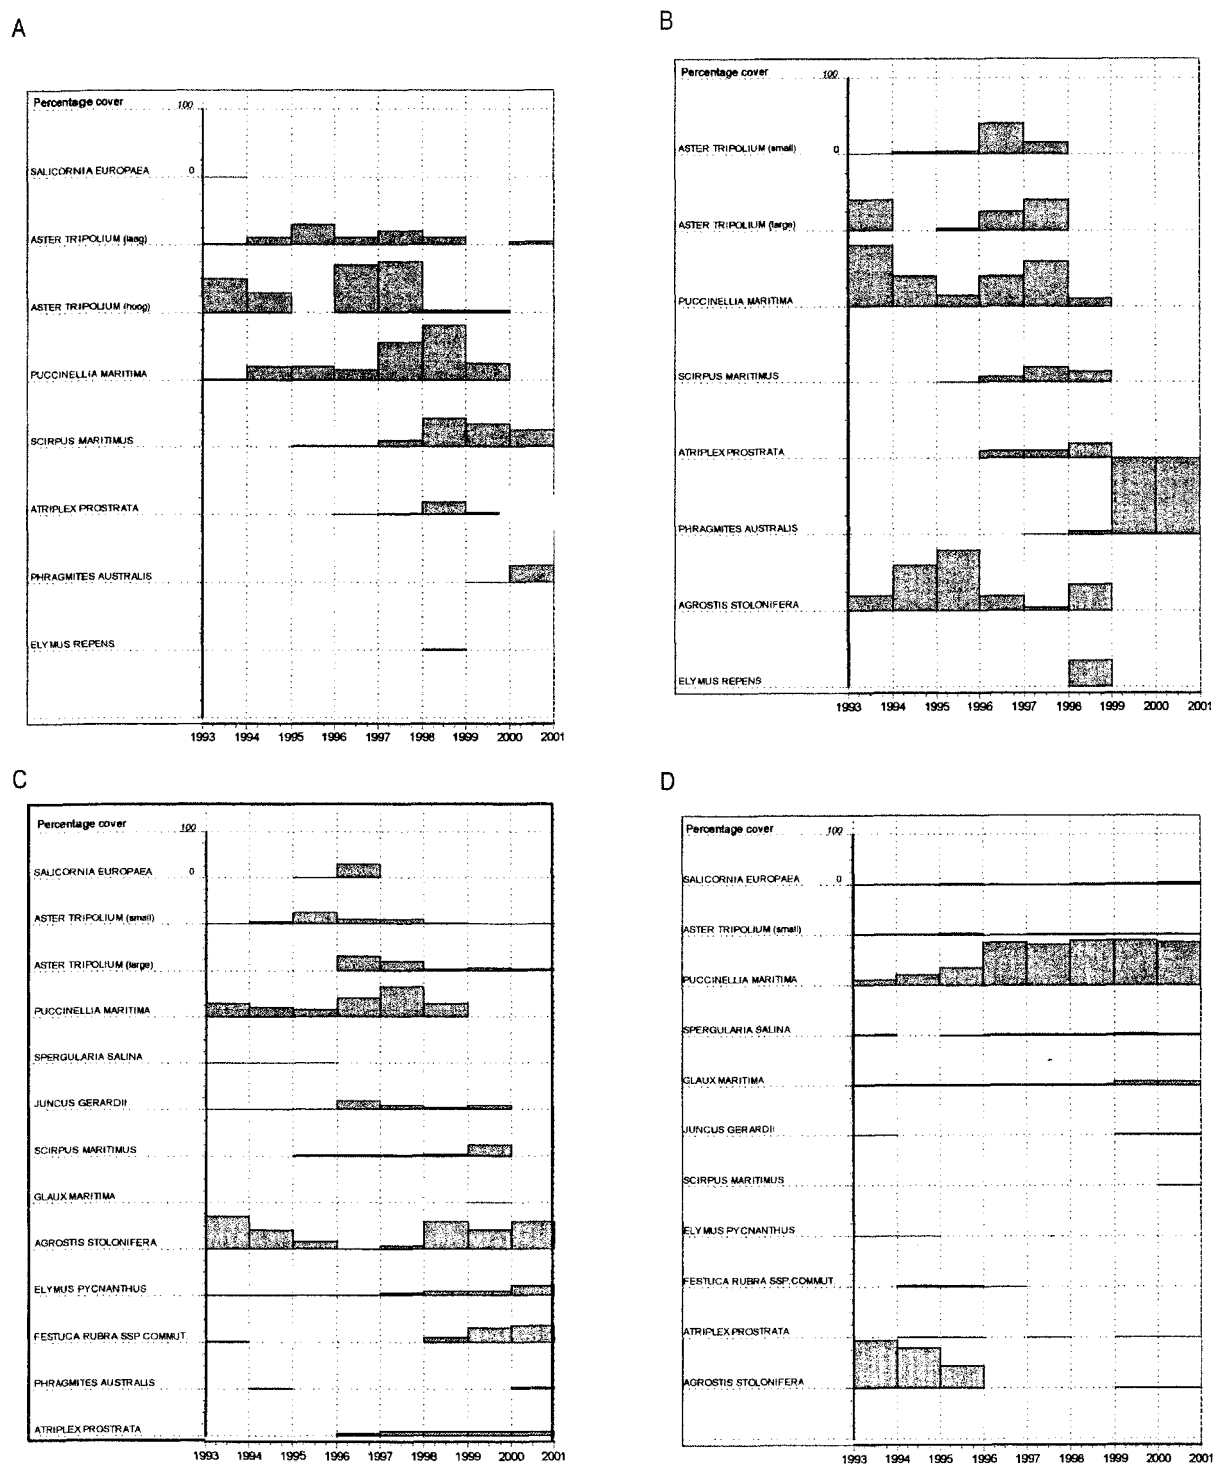 A
Percentage cover 100
SALICORNIA EUROPAEA 0
ASTER TRIPOLIUM (laag)
ASTER TRIPOLIUM (hoog)
PUCCINELLIA MARITIMA
SCIRPUS MARITIMUS
ATRIPLEX PROSTRATA
PHRAGMITES AUSTRALIS
ELYMUS REPENS
1993 1994 1995 1996 1997 1998 1999 2000 2001
B
Percentage cover 100
ASTER TRIPOLIUM (small) 0
ASTER TRIPOLIUM (large)
PUCCINELLIA MARITIMA
SCIRPUS MARITIMUS
ATRIPLEX PROSTRATA
PHRAGMITES AUSTRALIS
AGROSTIS STOLONIFERA
ELYMUS REPENS
1993 1994 1995 1996 1997 1998 1999 2000 2001
C
Percentage cover 100
SALICORNIA EUROPAEA 0
ASTER TRIPOLIUM (small)
ASTER TRIPOLIUM (large)
PUCCINELLIA MARITIMA
SPERGULARIA SALINA
JUNCUS GERARDII
SCIRPUS MARITIMUS
GLAUX MARITIMA
AGROSTIS STOLONIFERA
ELYMUS PYCNANTHUS
FESTUCA RUBRA SSP.COMMUT.
PHRAGMITES AUSTRALIS
ATRIPLEX PROSTRATA
1993 1994 1995 1996 1997 1998 1999 2000 2001
D
Percentage cover 100
SALICORNIA EUROPAEA 0
ASTER TRIPOLIUM (small)
PUCCINELLIA MARITIMA
SPERGULARIA SALINA
GLAUX MARITIMA
JUNCUS GERARDII
SCIRPUS MARITIMUS
ELYMUS PYCNANTHUS
FESTUCA RUBRA SSP.COMMUT.
ATRIPLEX PROSTRATA
AGROSTIS STOLONIFERA
1993 1994 1995 1996 1997 1998 1999 2000 2001